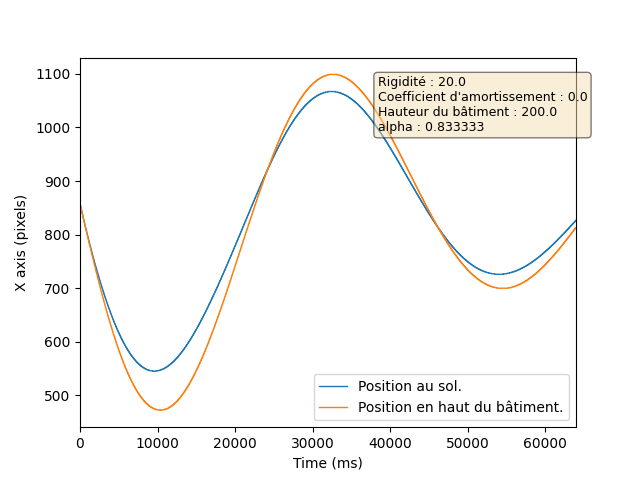 1100
1000
900
800
700
600
500
X axis (pixels)
Rigidité : 20.0
Coefficient d'amortissement : 0.0
Hauteur du bâtiment : 200.0
alpha : 0.833333
Position au sol.
Position en haut du bâtiment.
0 10000 20000 30000 40000 50000 60000
Time (ms)